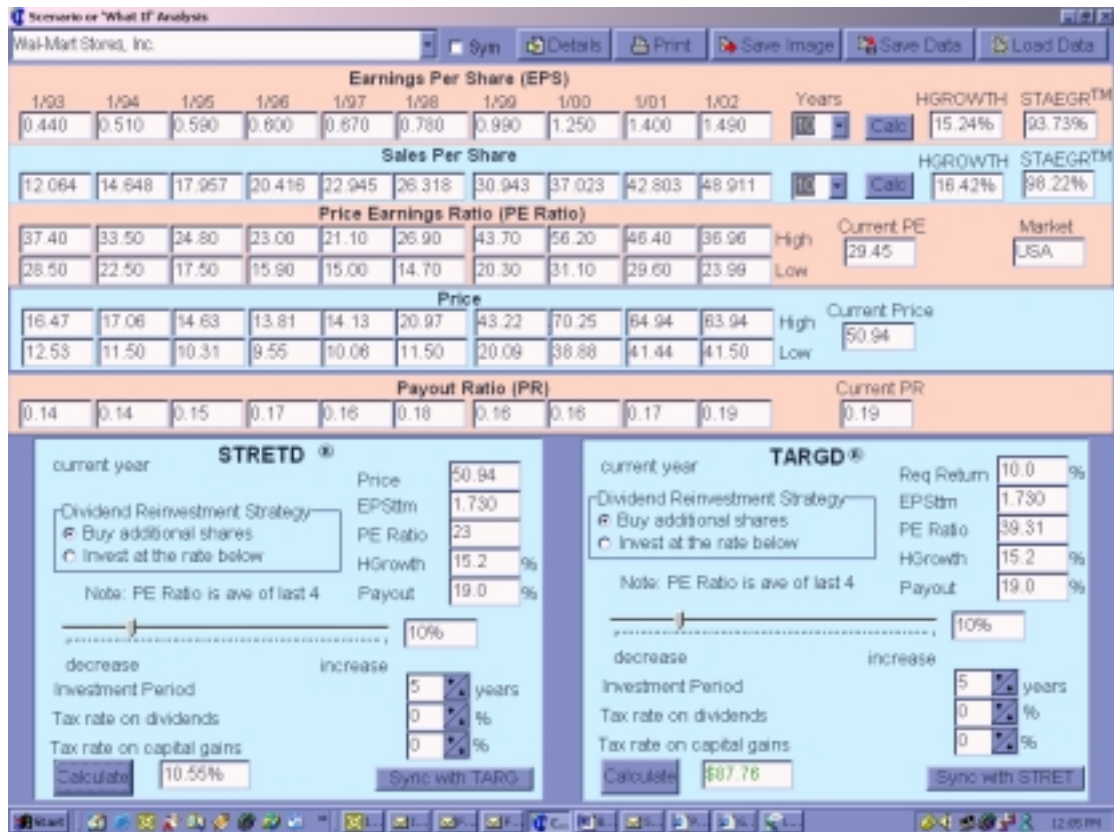 Scenario or "What If" Analysis
Wal-Mart Stores, Inc. Sym Details Print Save Image Save Data Load Data
Earnings Per Share (EPS)
1/93 1/94 1/95 1/96 1/97 1/98 1/99 1/00 1/01 1/02 Years HGROWTH STAEGR™
0.440 0.510 0.590 0.600 0.670 0.780 0.990 1.250 1.400 1.490 10 Calc 15.24% 93.73%
Sales Per Share
HGROWTH STAEGR™
12.064 14.648 17.957 20.416 22.945 26.318 30.943 37.023 42.803 48.911 10 Calc 16.42% 98.22%
Price Earnings Ratio (PE Ratio)
Current PE Market
37.40 33.50 24.80 23.00 21.10 26.90 43.70 56.20 46.40 36.96 High 29.45 USA
28.50 22.50 17.50 15.90 15.00 14.70 20.30 31.10 29.60 23.99 Low
Price
Current Price
16.47 17.06 14.63 13.81 14.13 20.97 43.22 70.25 64.94 63.94 High 50.94
12.53 11.50 10.31 9.55 10.06 11.50 20.09 38.88 41.44 41.50 Low
Payout Ratio (PR)
Current PR
0.14 0.14 0.15 0.17 0.16 0.18 0.16 0.16 0.17 0.19 0.19
STRETD ®
current year
Price 50.94
Dividend Reinvestment Strategy
EPSttm 1.730
Buy additional shares
PE Ratio 23
Invest at the rate below
HGrowth 15.2 %
Note: PE Ratio is ave of last 4
Payout 19.0 %
10%
decrease increase
Investment Period 5 years
Tax rate on dividends 0 %
Tax rate on capital gains 0 %
Calculate 10.55% Sync with TARG
TARGD ®
current year
Req Return 10.0 %
Dividend Reinvestment Strategy
EPSttm 1.730
Buy additional shares
PE Ratio 39.31
Invest at the rate below
HGrowth 15.2 %
Note: PE Ratio is ave of last 4
Payout 19.0 %
10%
decrease increase
Investment Period 5 years
Tax rate on dividends 0 %
Tax rate on capital gains 0 %
Calculate $87.76 Sync with STRET
Start 12:05 PM